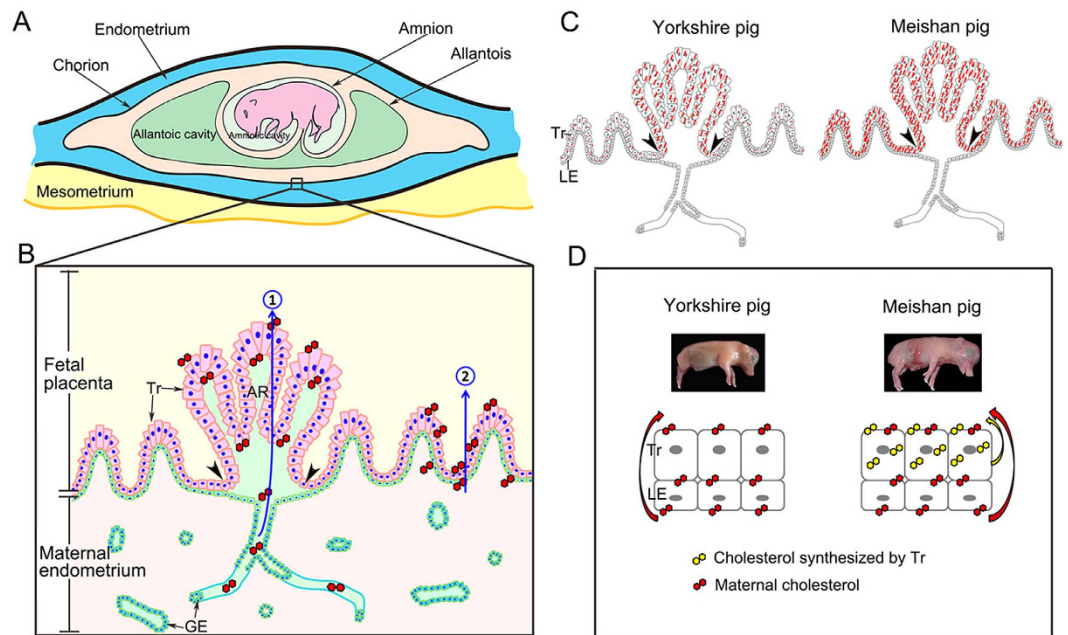 A
Endometrium
Amnion
Chorion
Allantois
Allantoic cavity
Amniotic cavity
Mesometrium
B
Fetal
placenta
1
2
Tr
AR
Maternal
endometrium
GE
C
Yorkshire pig
Meishan pig
Tr
LE
D
Yorkshire pig
Meishan pig
Tr
LE
Cholesterol synthesized by Tr
Maternal cholesterol